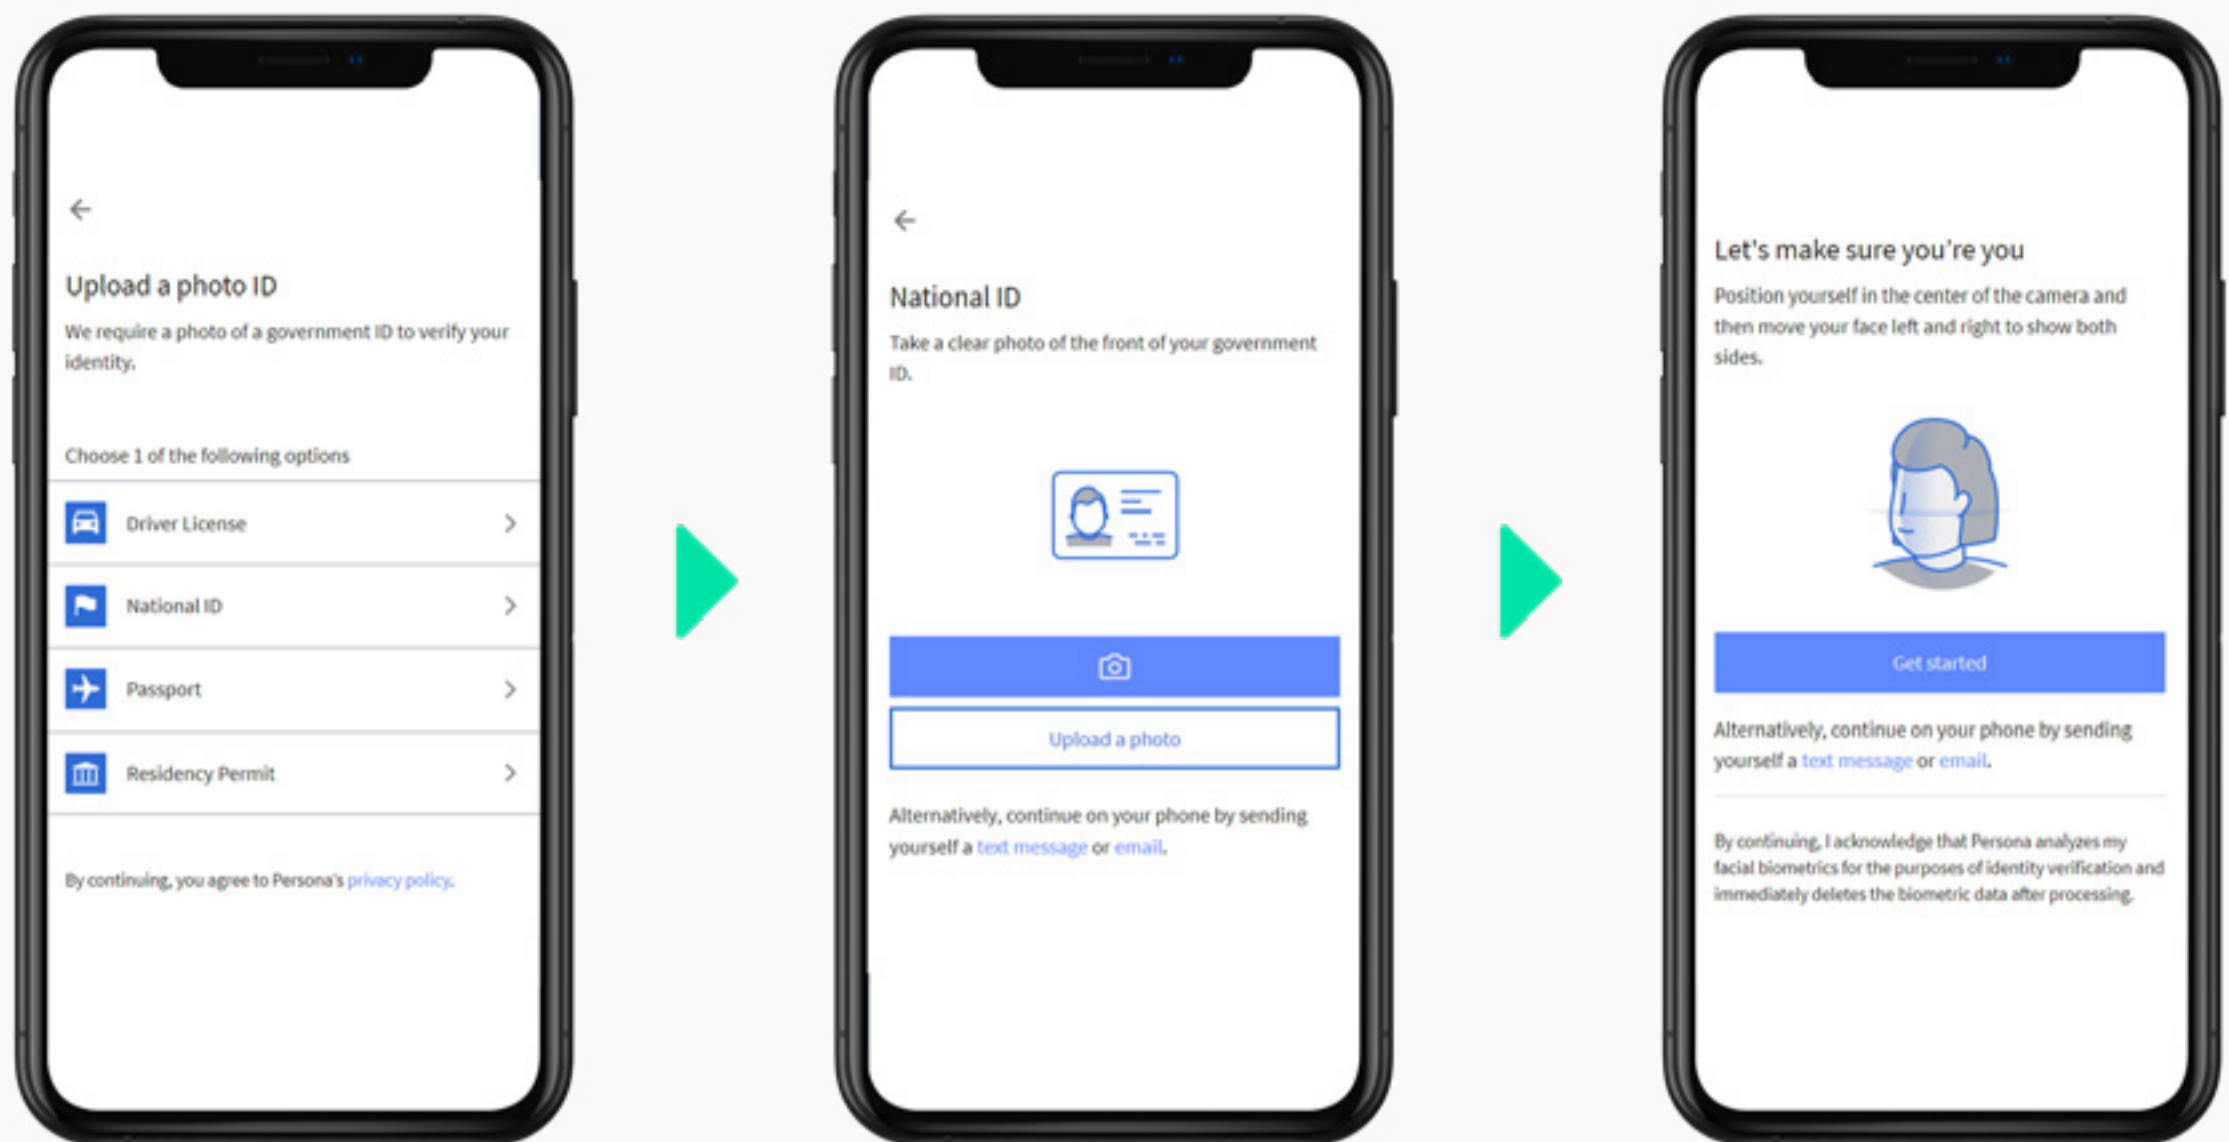 Upload a photo ID
We require a photo of a government ID to verify your
identity.
Choose 1 of the following options
Driver License
National ID
Passport
Residency Permit
By continuing, you agree to Persona's privacy policy.
National ID
Take a clear photo of the front of your government
ID.
Upload a photo
Alternatively, continue on your phone by sending
yourself a text message or email.
Let's make sure you're you
Position yourself in the center of the camera and
then move your face left and right to show both
sides.
Get started
Alternatively, continue on your phone by sending
yourself a text message or email.
By continuing, I acknowledge that Persona analyzes my
facial biometrics for the purposes of identity verification and
immediately deletes the biometric data after processing.